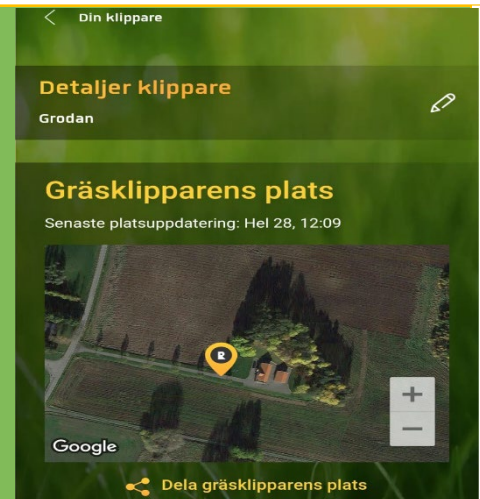 Din klippare
Detaljer klippare
Grodan
Gräsklipparens plats
Senaste platsuppdatering: Hel 28, 12:09
R
+
−
Google
Dela gräsklipparens plats